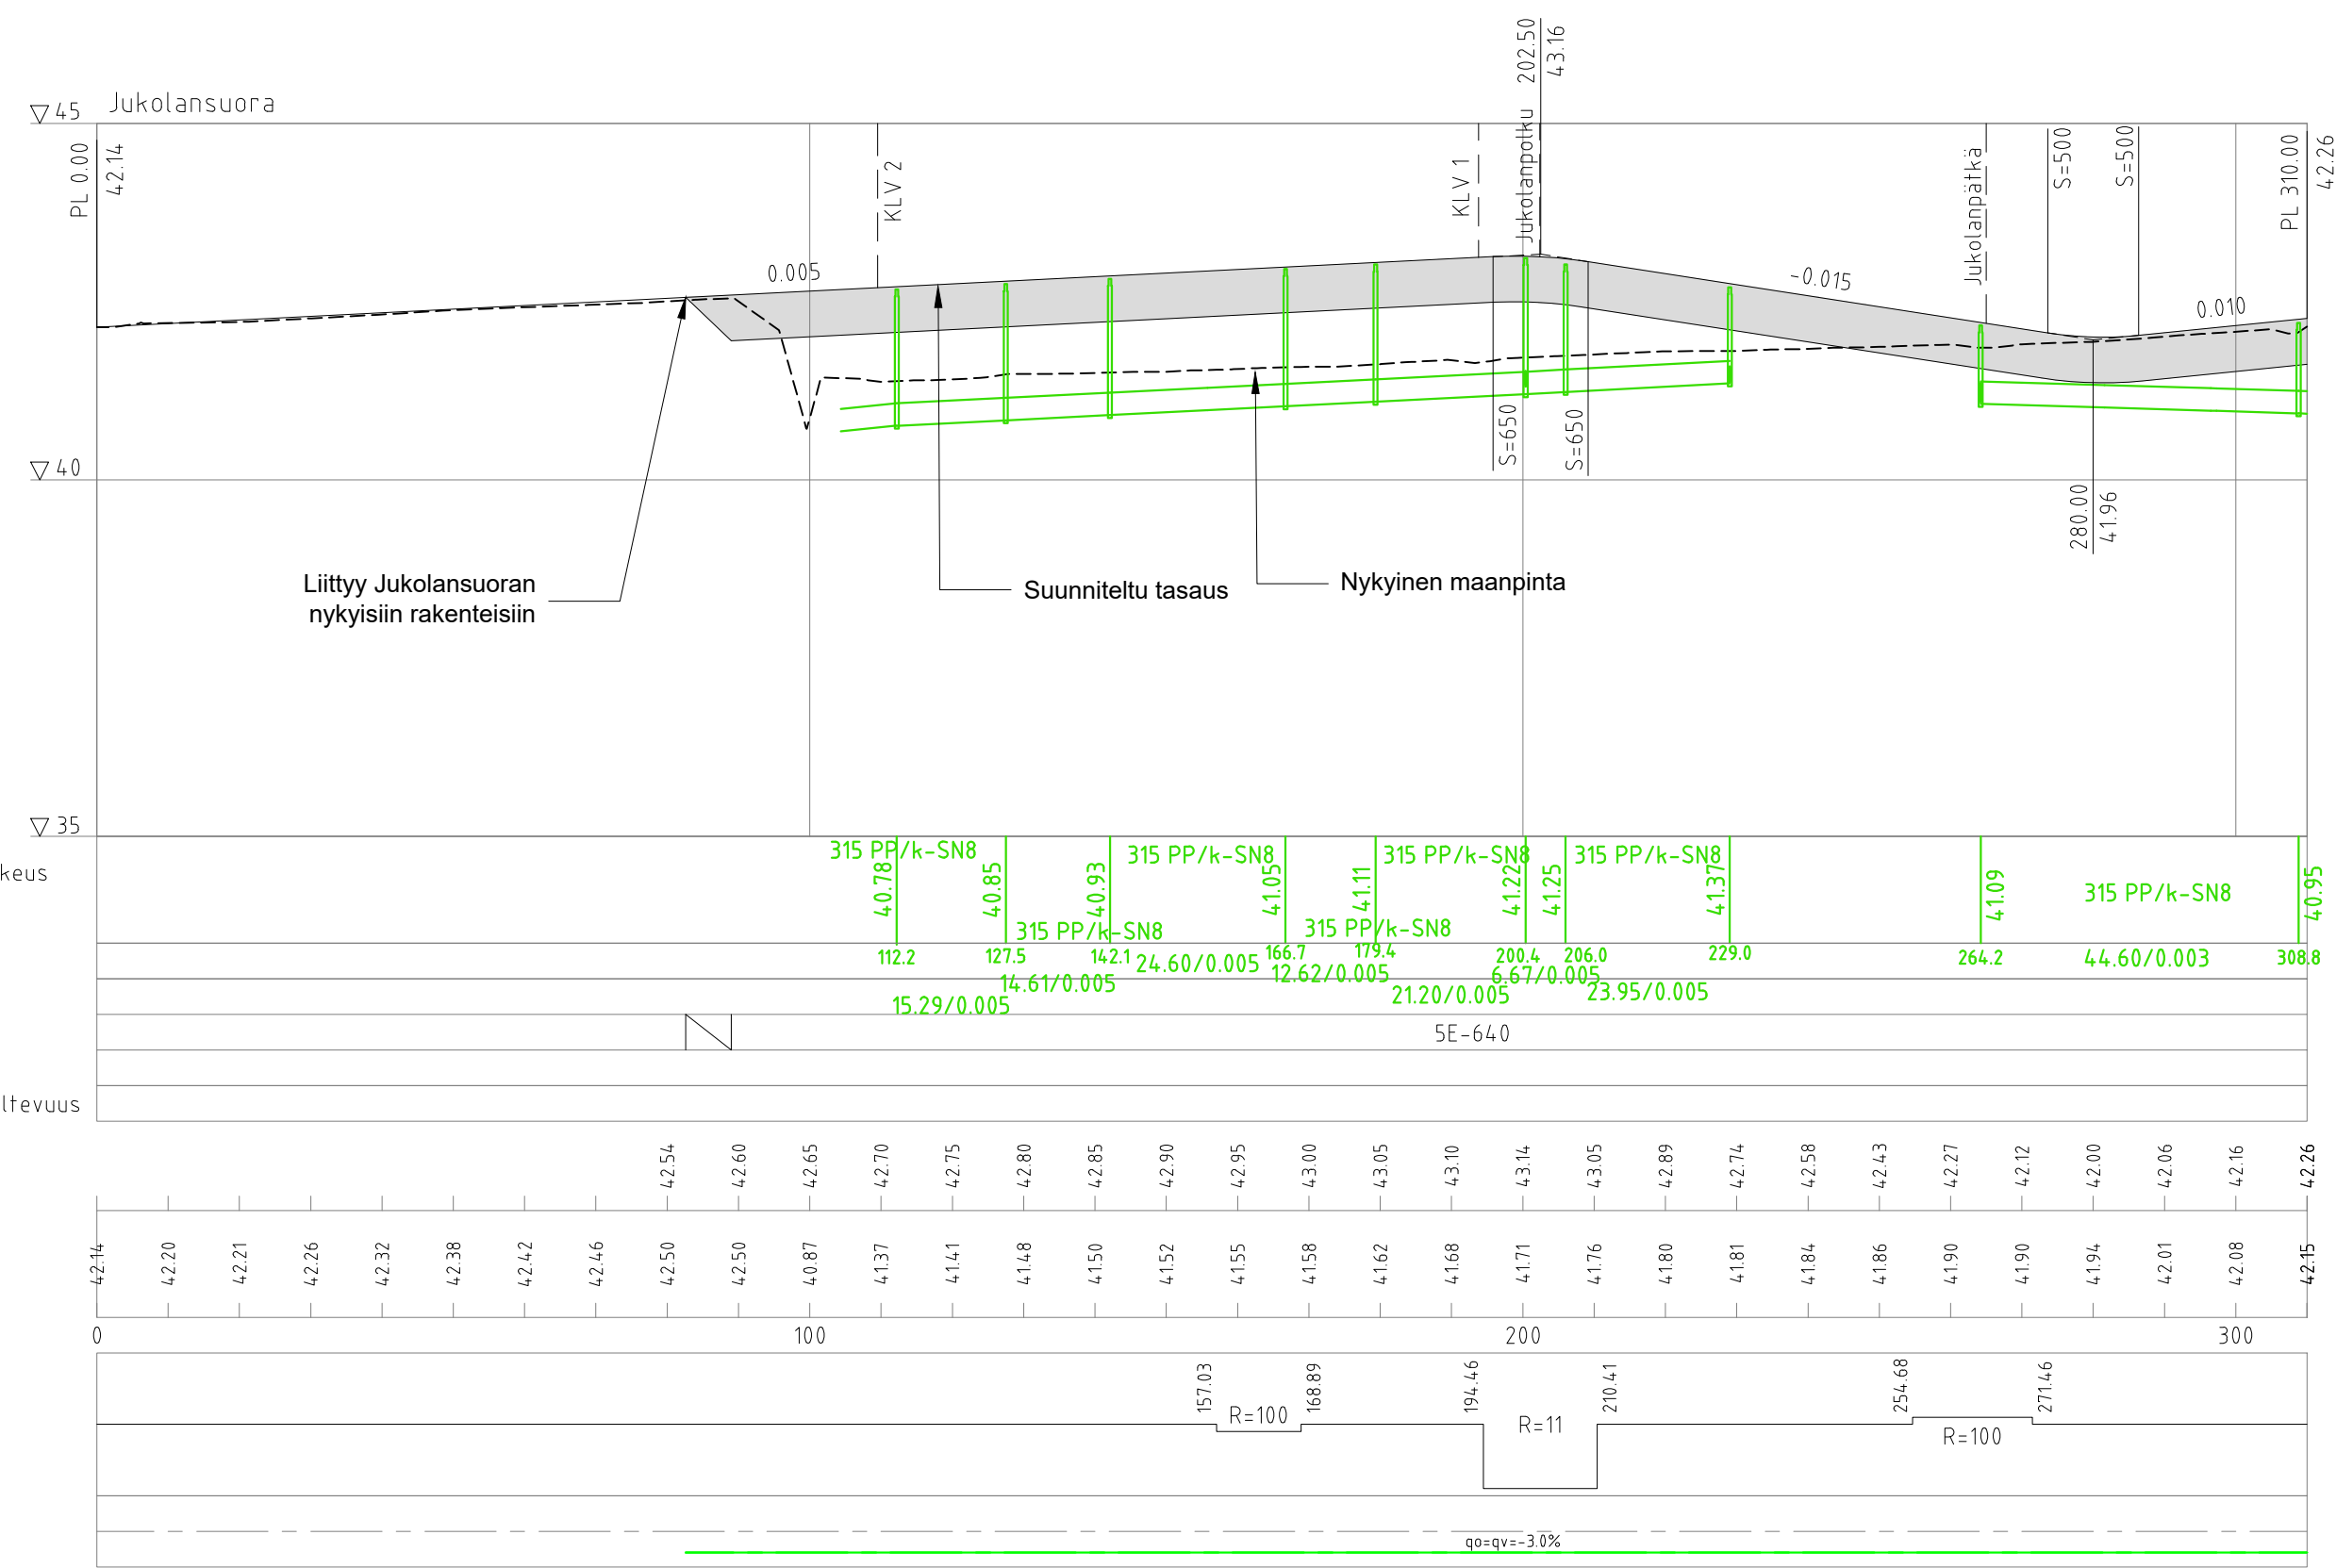 202.50
43.16
Jukolansuora
45
PL 0.00
42.14
KLV 2
KLV 1
Jukolanpolku
Jukolanpätkä
S=500
S=500
PL 310.00
42.26
0.005
-0.015
0.010
S=650
S=650
40
280.00
41.96
Liittyy Jukolansuoran
nykyisiin rakenteisiin
Suunniteltu tasaus
Nykyinen maanpinta
35
keus
315 PP/k-SN8
315 PP/k-SN8
315 PP/k-SN8
315 PP/k-SN8
315 PP/k-SN8
315 PP/k-SN8
315 PP/k-SN8
40.78
40.85
40.93
41.05
41.11
41.22
41.25
41.37
41.09
40.95
112.2
127.5
142.1
166.7
179.4
200.4
206.0
229.0
264.2
308.8
15.29/0.005
14.61/0.005
24.60/0.005
12.62/0.005
21.20/0.005
6.67/0.005
23.95/0.005
44.60/0.003
5E-640
ltevuus
42.54 42.60 42.65 42.70 42.75 42.80 42.85 42.90 42.95 43.00 43.05 43.10 43.14 43.05 42.89 42.74 42.58 42.43 42.27 42.12 42.00 42.06 42.16 42.26
42.14 42.20 42.21 42.26 42.32 42.38 42.42 42.46 42.50 42.50 40.87 41.37 41.41 41.48 41.50 41.52 41.55 41.58 41.62 41.68 41.71 41.76 41.80 41.81 41.84 41.86 41.90 41.90 41.94 42.01 42.08 42.15
0 100 200 300
157.03
R=100
168.89
194.46
R=11
210.41
254.68
R=100
271.46
qo=qv=-3.0%